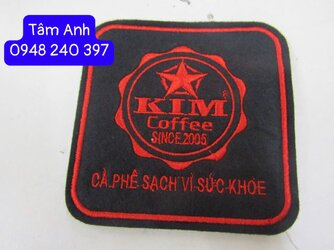 Tâm Anh
0948 240 397
KIM®
Coffee
SINCE 2005
CÀ PHÊ SẠCH VÌ SỨC KHỎE